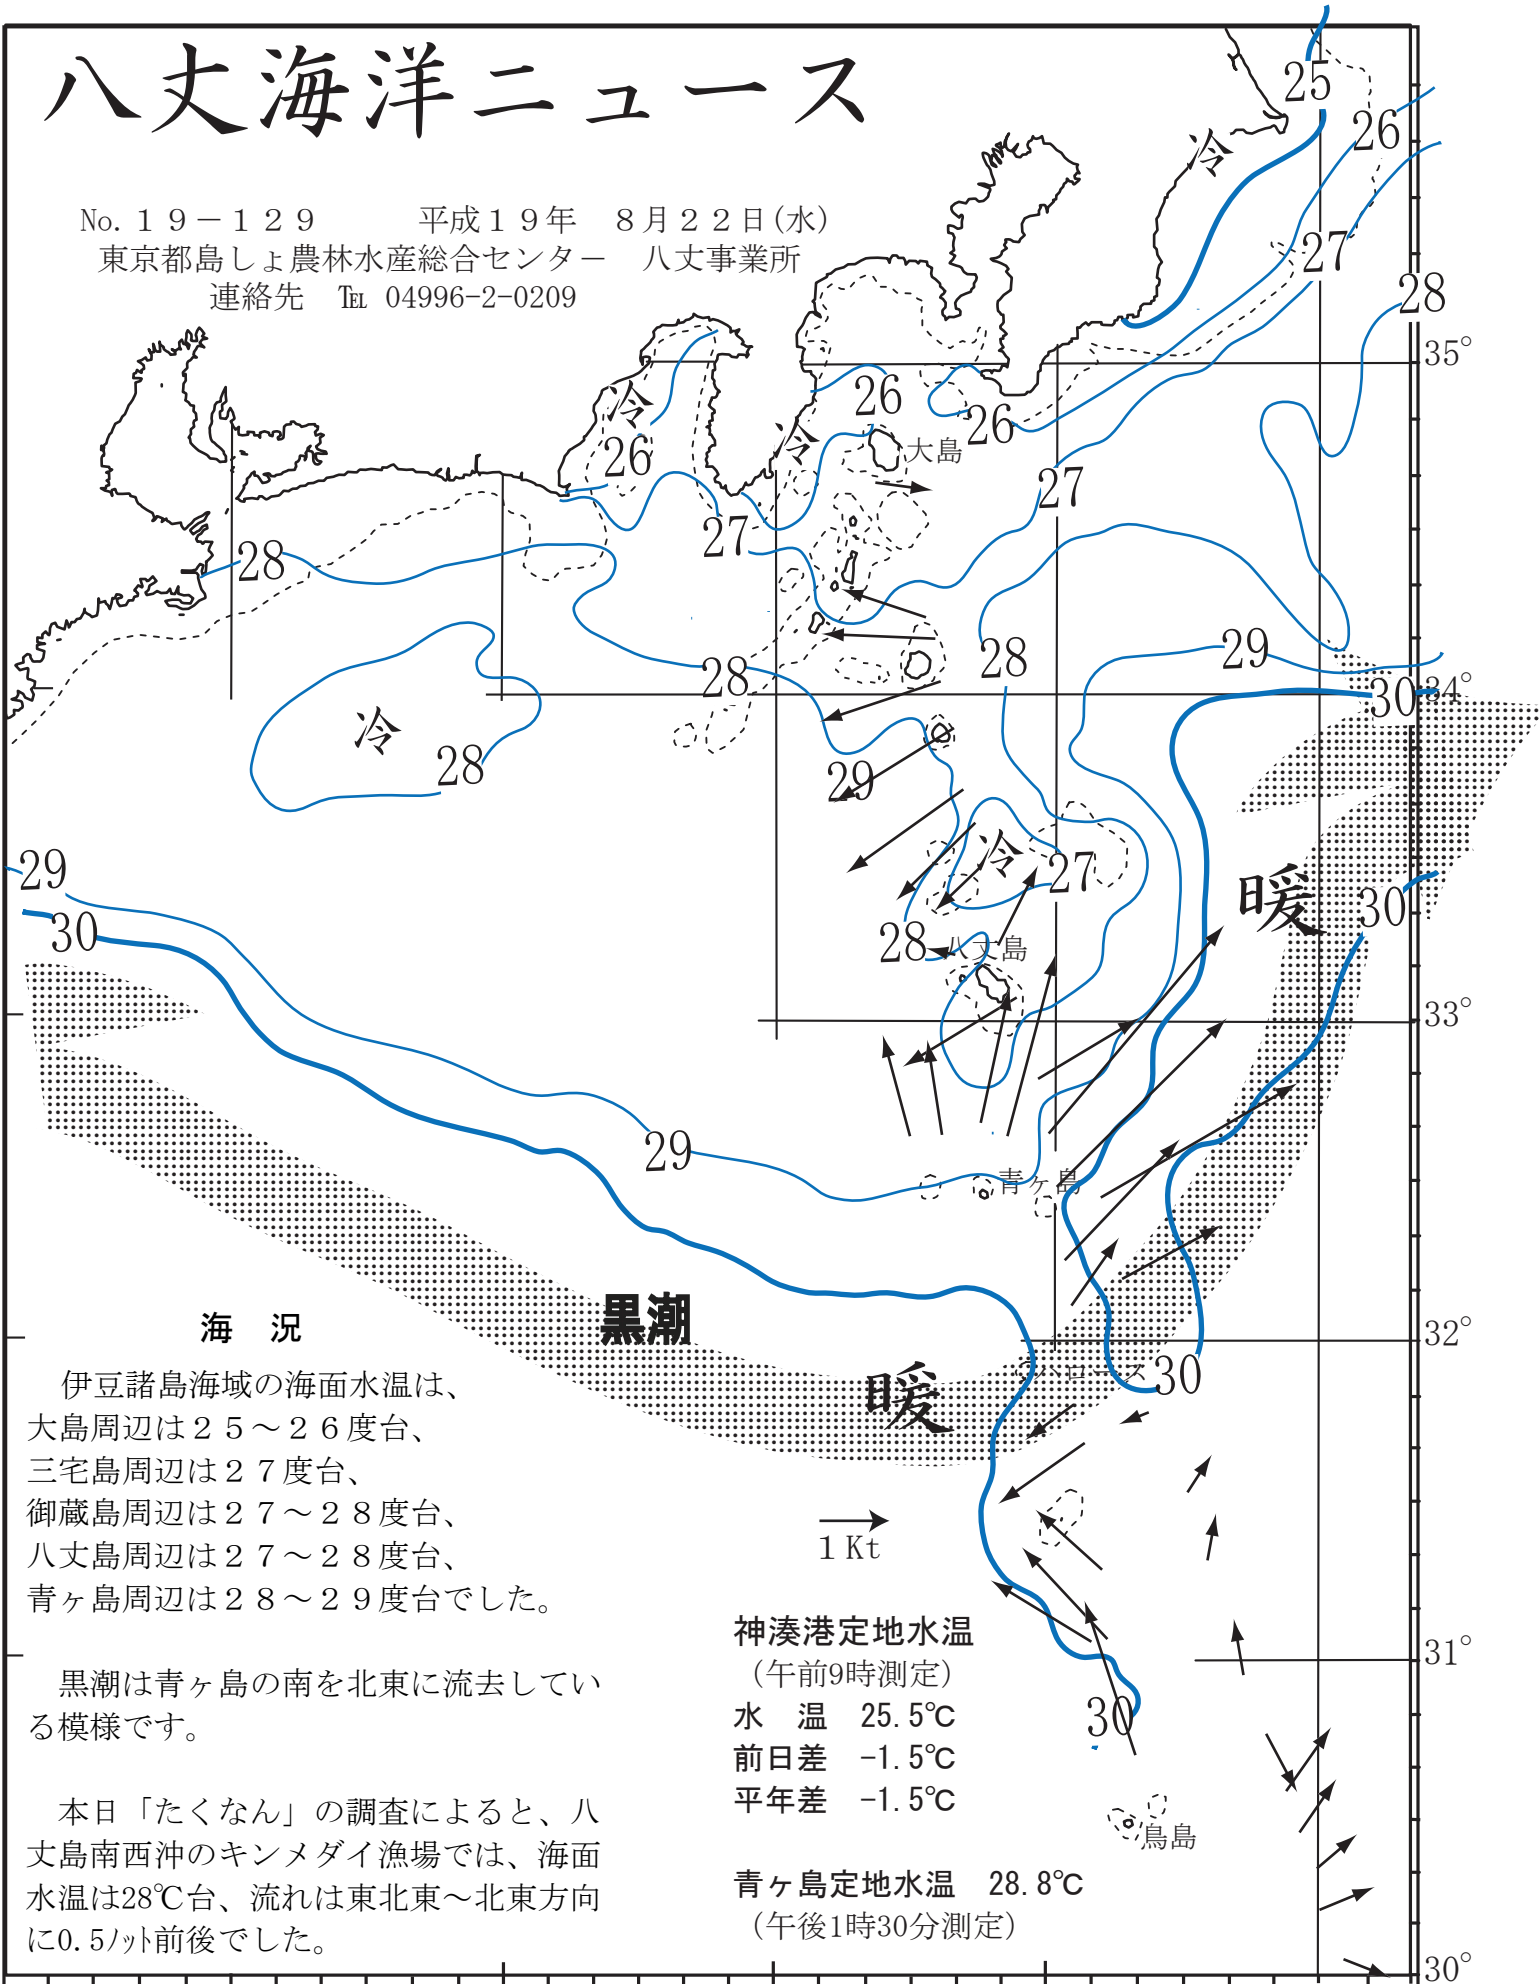 八丈海洋ニュース
No.１９－１２９　平成１９年　８月２２日(水)
東京都島しょ農林水産総合センター　八丈事業所
連絡先　℡ 04996-2-0209
25
26
冷
27
28
35°
26
冷
26
冷
26
大島
27
27
28
28
28
29
34°
30
冷
28
29
冷
27
暖
30
29
30
28
八丈島
33°
29
青ヶ島
黒潮
32°
暖
ベヨネーズ
30
1 Kt
31°
30
鳥島
30°
海　況
伊豆諸島海域の海面水温は、
大島周辺は２５～２６度台、
三宅島周辺は２７度台、
御蔵島周辺は２７～２８度台、
八丈島周辺は２７～２８度台、
青ヶ島周辺は２８～２９度台でした。
黒潮は青ヶ島の南を北東に流去してい
る模様です。
本日「たくなん」の調査によると、八
丈島南西沖のキンメダイ漁場では、海面
水温は28℃台、流れは東北東～北東方向
に0.5ﾉｯﾄ前後でした。
神湊港定地水温
（午前9時測定）
水　温　25.5℃
前日差　-1.5℃
平年差　-1.5℃
青ヶ島定地水温　28.8℃
（午後1時30分測定）